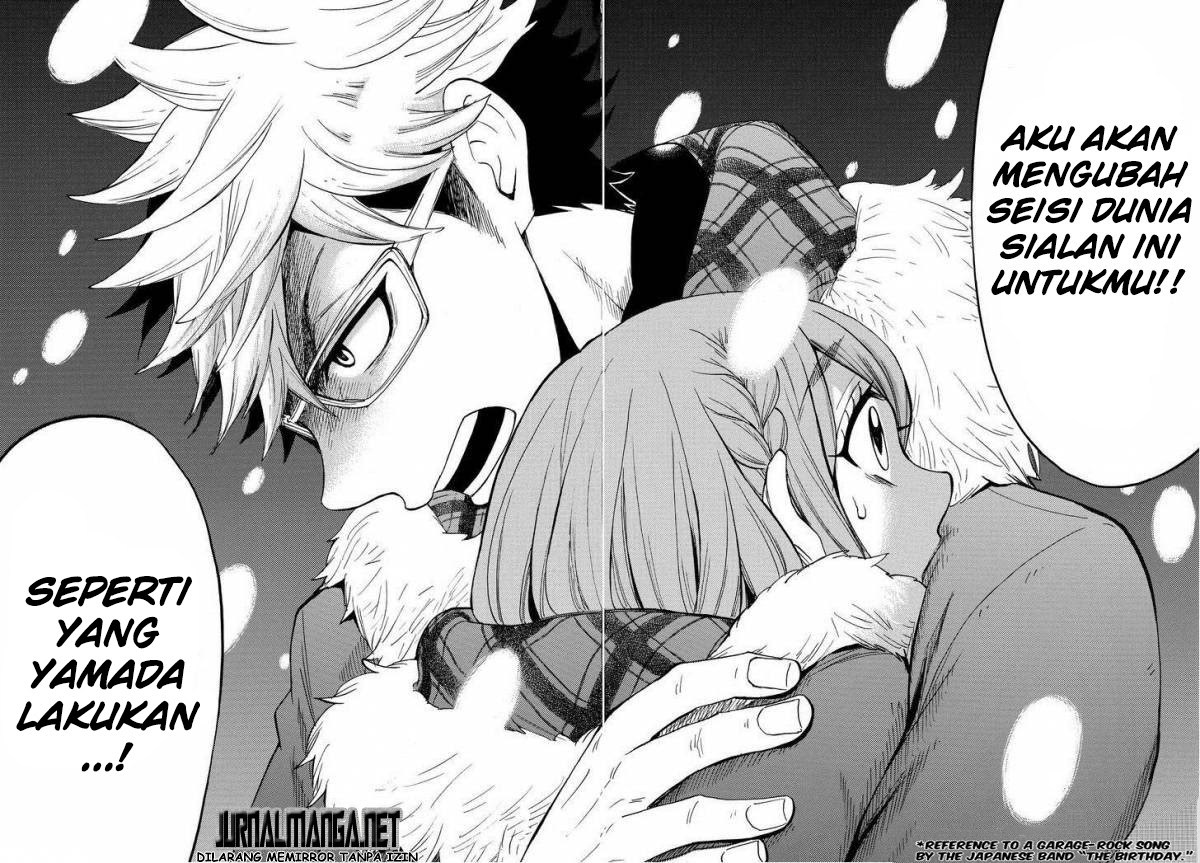 AKU AKAN
MENGUBAH
SEISI DUNIA
SIALAN INI
UNTUKMU!!
SEPERTI
YANG
YAMADA
LAKUKAN
...!
JURNALMANGA.NET
DILARANG MEMIRROR TANPA IZIN
*REFERENCE TO A GARAGE-ROCK SONG
BY THE JAPANESE BAND "THE BIRTHDAY."